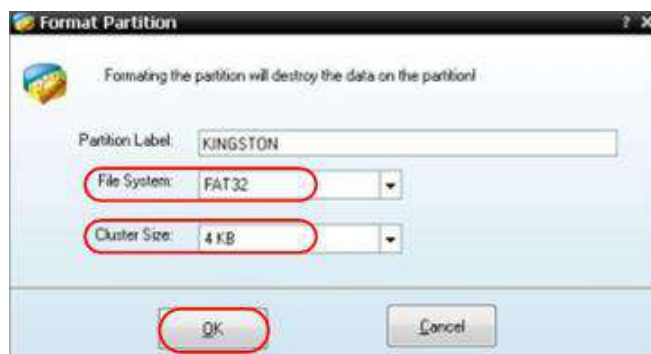 Format Partition
Formating the partition will destroy the data on the partition!
Partition Label: KINGSTON
File System: FAT32
Cluster Size: 4 KB
OK Cancel